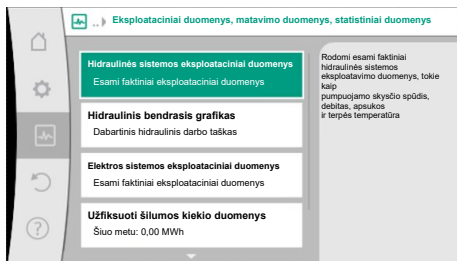 Eksploataciniai duomenys, matavimo duomenys, statistiniai duomenys
Hidraulinės sistemos eksploataciniai duomenys
Esami faktiniai eksploataciniai duomenys
Hidraulinis bendrasis grafikas
Dabartinis hidraulinis darbo taškas
Elektros sistemos eksploataciniai duomenys
Esami faktiniai eksploataciniai duomenys
Užfiksuoti šilumos kiekio duomenys
Šiuo metu: 0,00 MWh
Rodomi esami faktiniai
hidraulinės sistemos
eksploatavimo duomenys, tokie
kaip
pumpuojamo skysčio spūdis,
debitas, apsukos
ir terpės temperatūra